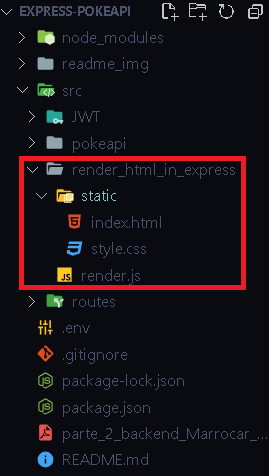 EXPRESS-POKEAPI
node_modules
readme_img
src
JWT
pokeapi
render_html_in_express
static
index.html
style.css
JS render.js
routes
.env
.gitignore
package-lock.json
package.json
parte_2_backend_Marrocar_...
README.md